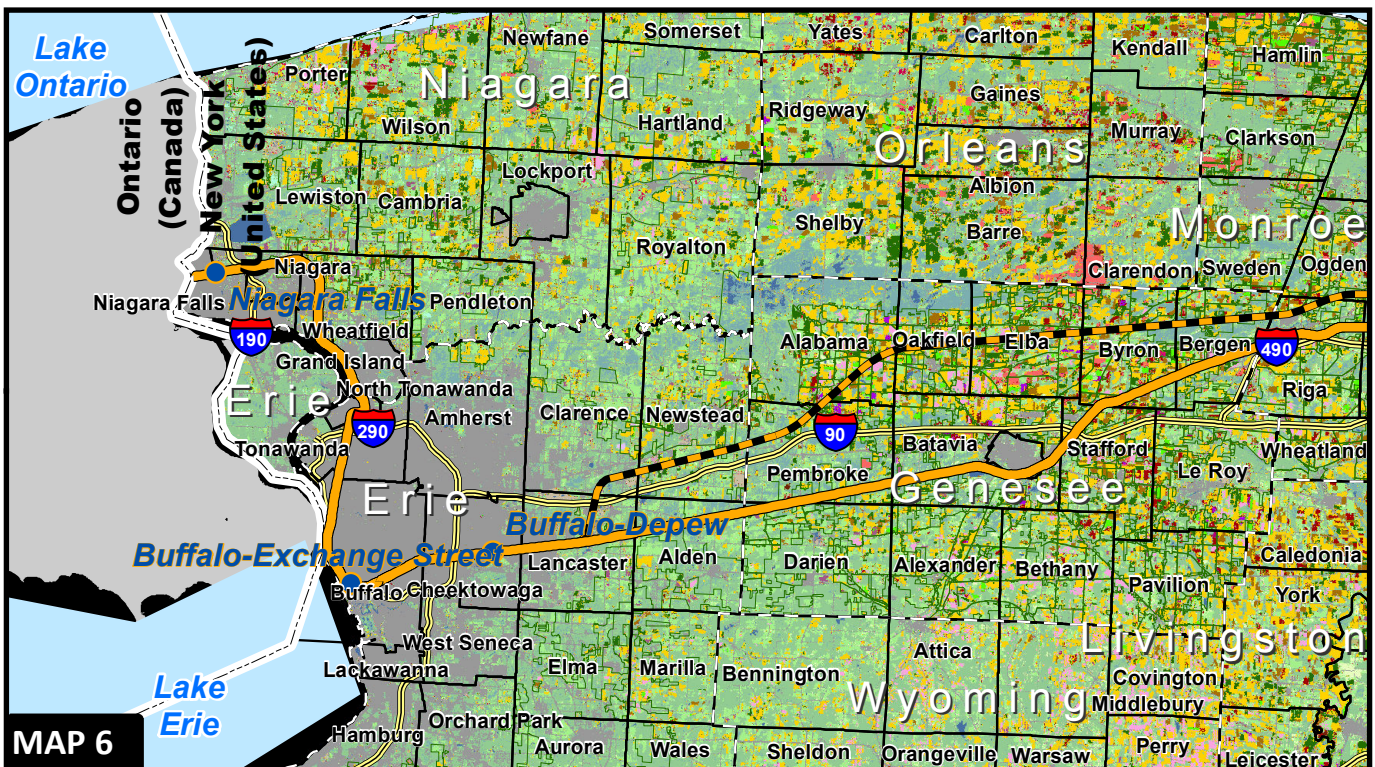 Lake
Ontario
Ontario
(Canada)
New York
(United States)
Porter
Newfane
Somerset
Yates
Carlton
Kendall
Hamlin
Niagara
Wilson
Hartland
Ridgeway
Gaines
Murray
Clarkson
Orleans
Lockport
Albion
Lewiston
Cambria
Royalton
Shelby
Barre
Monroe
Niagara
Clarendon
Sweden
Ogden
Niagara Falls
Niagara Falls
Pendleton
190
Wheatfield
Grand Island
Alabama
Oakfield
Elba
Byron
Bergen
490
Erie
North Tonawanda
Riga
290
Amherst
Clarence
Newstead
90
Batavia
Stafford
Tonawanda
Wheatland
Erie
Pembroke
Genesee
Le Roy
Buffalo-Depew
Buffalo-Exchange Street
Lancaster
Alden
Darien
Alexander
Bethany
Caledonia
Pavilion
Buffalo
Cheektowaga
York
West Seneca
Livingston
Lackawanna
Elma
Marilla
Bennington
Attica
Covington
Lake
Erie
Wyoming
Middlebury
Orchard Park
Hamburg
Aurora
Wales
Sheldon
Orangeville
Warsaw
Perry
Leicester
MAP 6